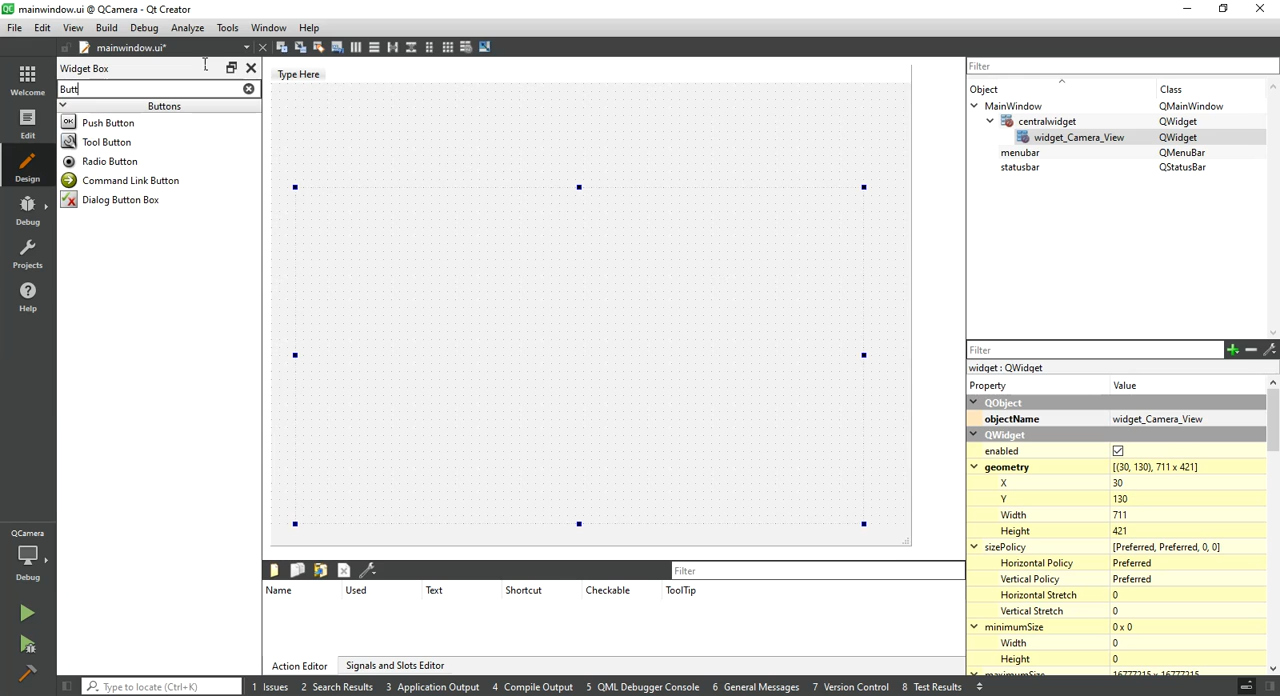 QC mainwindow.ui @ QCamera - Qt Creator
File Edit View Build Debug Analyze Tools Window Help
mainwindow.ui*
Widget Box
Butt
Buttons
OK Push Button
Tool Button
Radio Button
Command Link Button
Dialog Button Box
Welcome
Edit
Design
Debug
Projects
Help
QCamera
Debug
Type Here
Filter
Name Used Text Shortcut Checkable ToolTip
Action Editor Signals and Slots Editor
Filter
Object Class
MainWindow QMainWindow
centralwidget QWidget
widget_Camera_View QWidget
menubar QMenuBar
statusbar QStatusBar
Filter
widget : QWidget
Property Value
QObject
objectName widget_Camera_View
QWidget
enabled
geometry [(30, 130), 711 x 421]
X 30
Y 130
Width 711
Height 421
sizePolicy [Preferred, Preferred, 0, 0]
Horizontal Policy Preferred
Vertical Policy Preferred
Horizontal Stretch 0
Vertical Stretch 0
minimumSize 0 x 0
Width 0
Height 0
maximumSize 16777215 x 16777215
Type to locate (Ctrl+K) 1 Issues 2 Search Results 3 Application Output 4 Compile Output 5 QML Debugger Console 6 General Messages 7 Version Control 8 Test Results